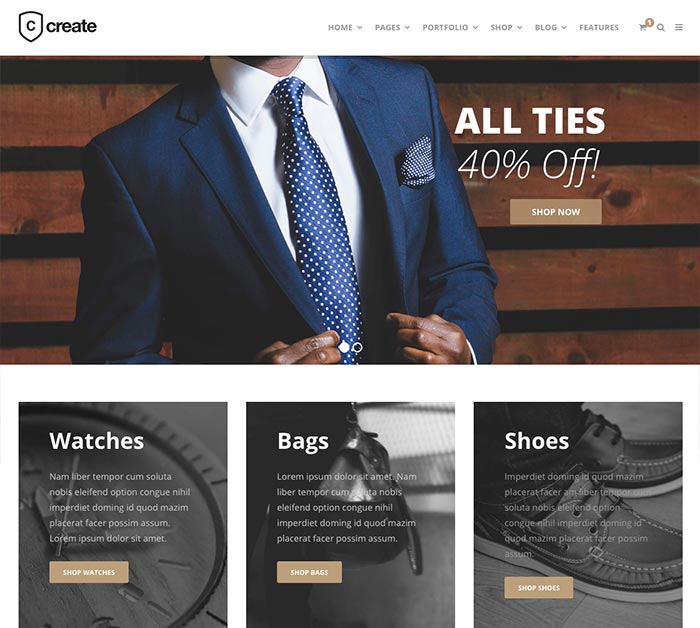 C create
HOME PAGES PORTFOLIO SHOP BLOG FEATURES 1
ALL TIES
40% Off!
SHOP NOW
Watches
Nam liber tempor cum soluta
nobis eleifend option congue nihil
imperdiet doming id quod mazim
placerat facer possim assum.
Lorem ipsum dolor sit amet.
SHOP WATCHES
Bags
Lorem ipsum dolor sit amet. Nam
liber tempor cum soluta nobis
eleifend option congue nihil
imperdiet doming id quod mazim
placerat facer possim assum.
SHOP BAGS
Shoes
Imperdiet doming id quod mazim
placerat facer am liber tempor cum
soluta nobis eleifend option
congue nihil imperdiet doming id
quod mazim placerat facer possim
assum.
SHOP SHOES